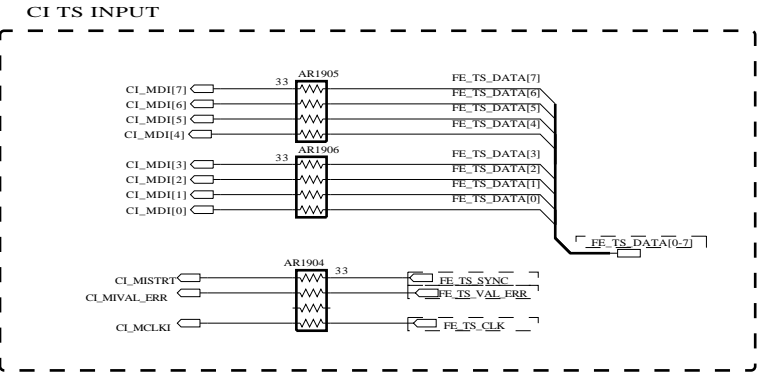 CI TS INPUT
AR1905
33
CI_MDI[7] FE_TS_DATA[7]
CI_MDI[6] FE_TS_DATA[6]
CI_MDI[5] FE_TS_DATA[5]
CI_MDI[4] FE_TS_DATA[4]
AR1906
33
CI_MDI[3] FE_TS_DATA[3]
CI_MDI[2] FE_TS_DATA[2]
CI_MDI[1] FE_TS_DATA[1]
CI_MDI[0] FE_TS_DATA[0]
FE_TS_DATA[0-7]
AR1904
33
CI_MISTRT FE_TS_SYNC
CI_MIVAL_ERR FE_TS_VAL_ERR
CI_MCLKI FE_TS_CLK